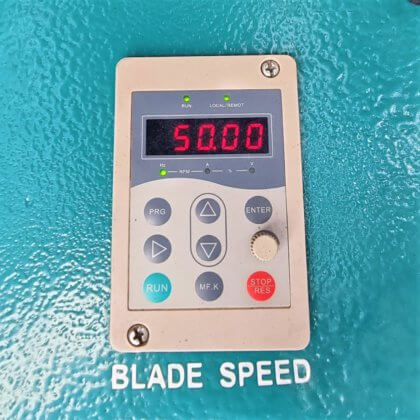 RUN LOCAL/REMOT
50.00
Hz A V
RPM %
PRG ENTER
RUN MF.K STOP
RES
BLADE SPEED